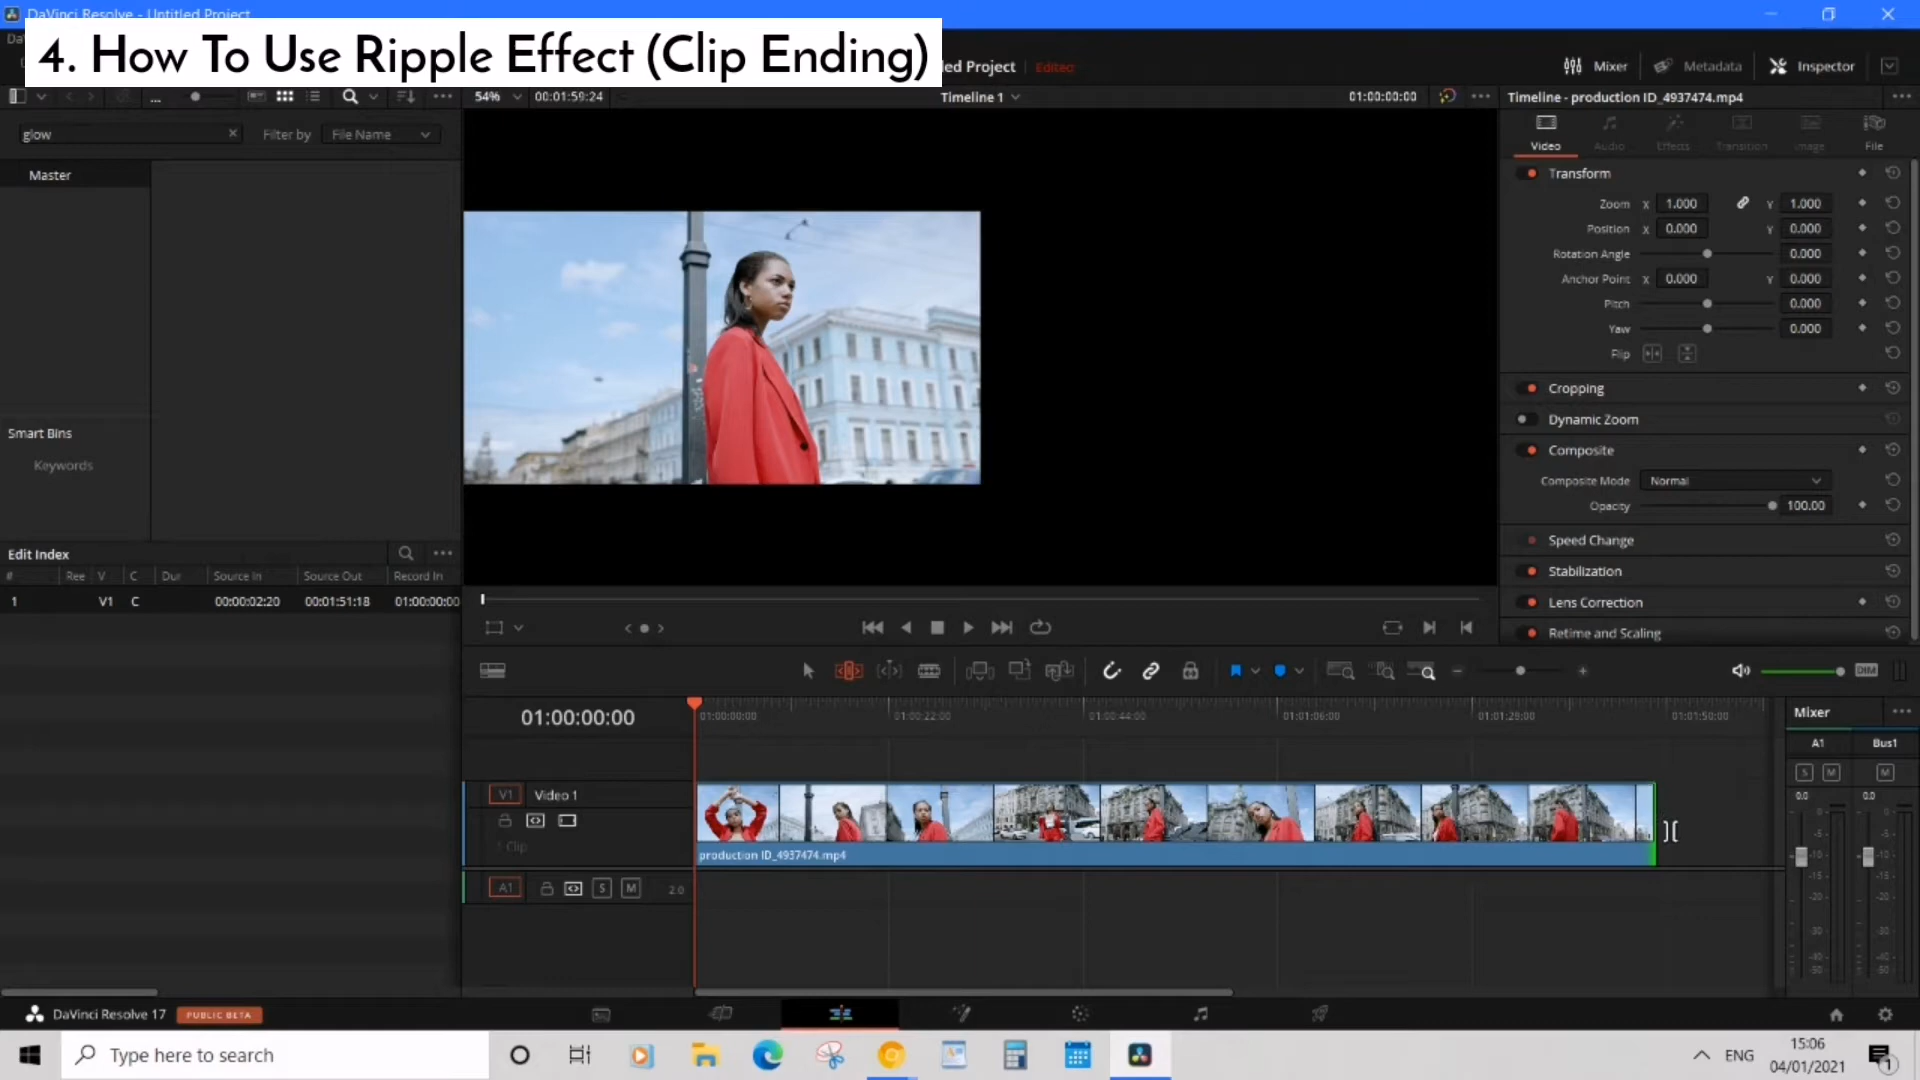 DaVinci Resolve - Untitled Project
4. How To Use Ripple Effect (Clip Ending)
led Project
Edited
Mixer
Metadata
Inspector
54%
00:01:59:24
Timeline 1
01:00:00:00
Timeline - production ID_4937474.mp4
glow
Filter by
File Name
Video
Audio
Effects
Transition
Image
File
Master
Transform
Zoom X 1.000 Y 1.000
Position X 0.000 Y 0.000
Rotation Angle 0.000
Anchor Point X 0.000 Y 0.000
Pitch 0.000
Yaw 0.000
Flip
Cropping
Dynamic Zoom
Smart Bins
Keywords
Composite
Composite Mode Normal
Opacity 100.00
Speed Change
Stabilization
Lens Correction
Retime and Scaling
Edit Index
# Ree V C Dur Source In Source Out Record In
1 V1 C 00:00:02:20 00:01:51:18 01:00:00:00
DIM
01:00:00:00
01:00:00:00
01:00:22:00
01:00:44:00
01:01:06:00
01:01:28:00
01:01:50:00
Mixer
A1
Bus1
S M M
0.0 0.0
V1 Video 1
1 Clip
production ID_4937474.mp4
A1 S M 2.0
DaVinci Resolve 17
PUBLIC BETA
Type here to search
ENG
15:06
04/01/2021
1